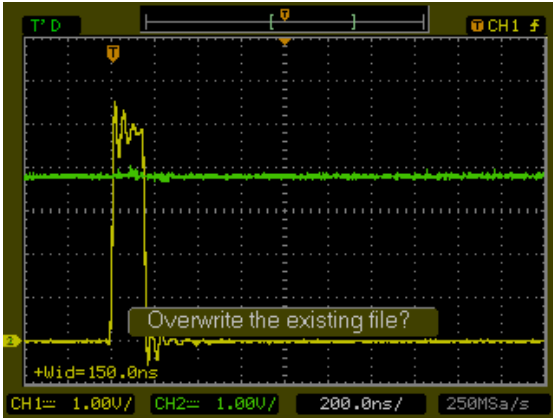 T'D T CH1
T
Overwrite the existing file?
2
+Wid=150.0ns
CH1 1.00V/ CH2 1.00V/ 200.0ns/ 250MSa/s